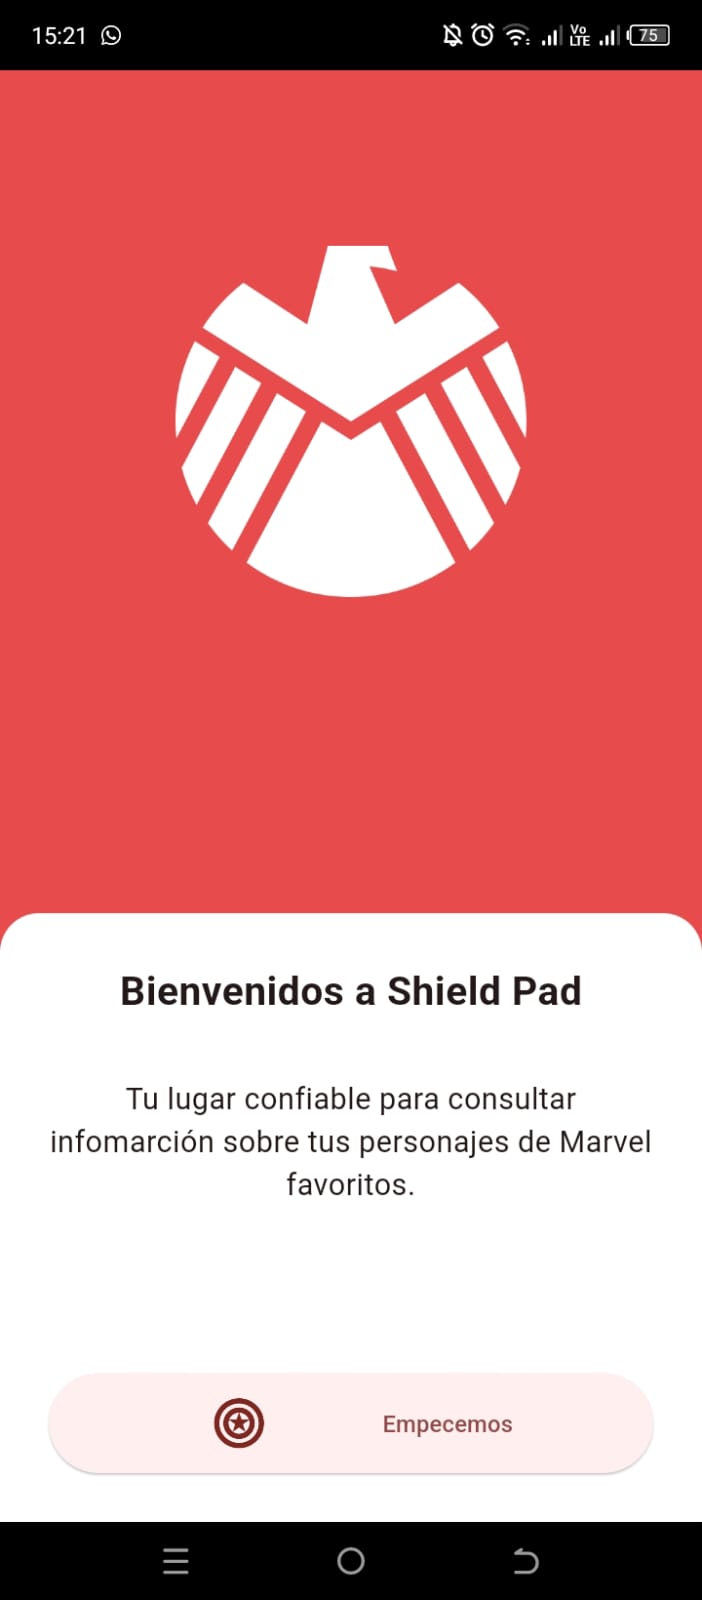 15:21
Vo
LTE
75
Bienvenidos a Shield Pad
Tu lugar confiable para consultar
infomarción sobre tus personajes de Marvel
favoritos.
Empecemos